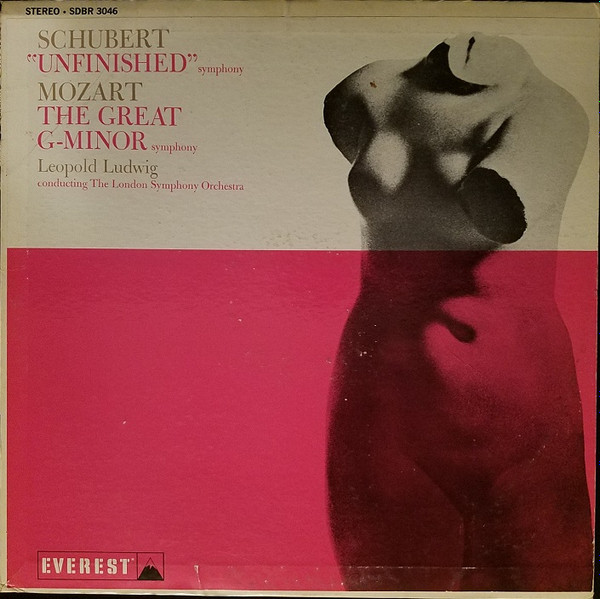 STEREO • SDBR 3046
SCHUBERT
“UNFINISHED” symphony
MOZART
THE GREAT
G-MINOR symphony
Leopold Ludwig
conducting The London Symphony Orchestra
EVEREST